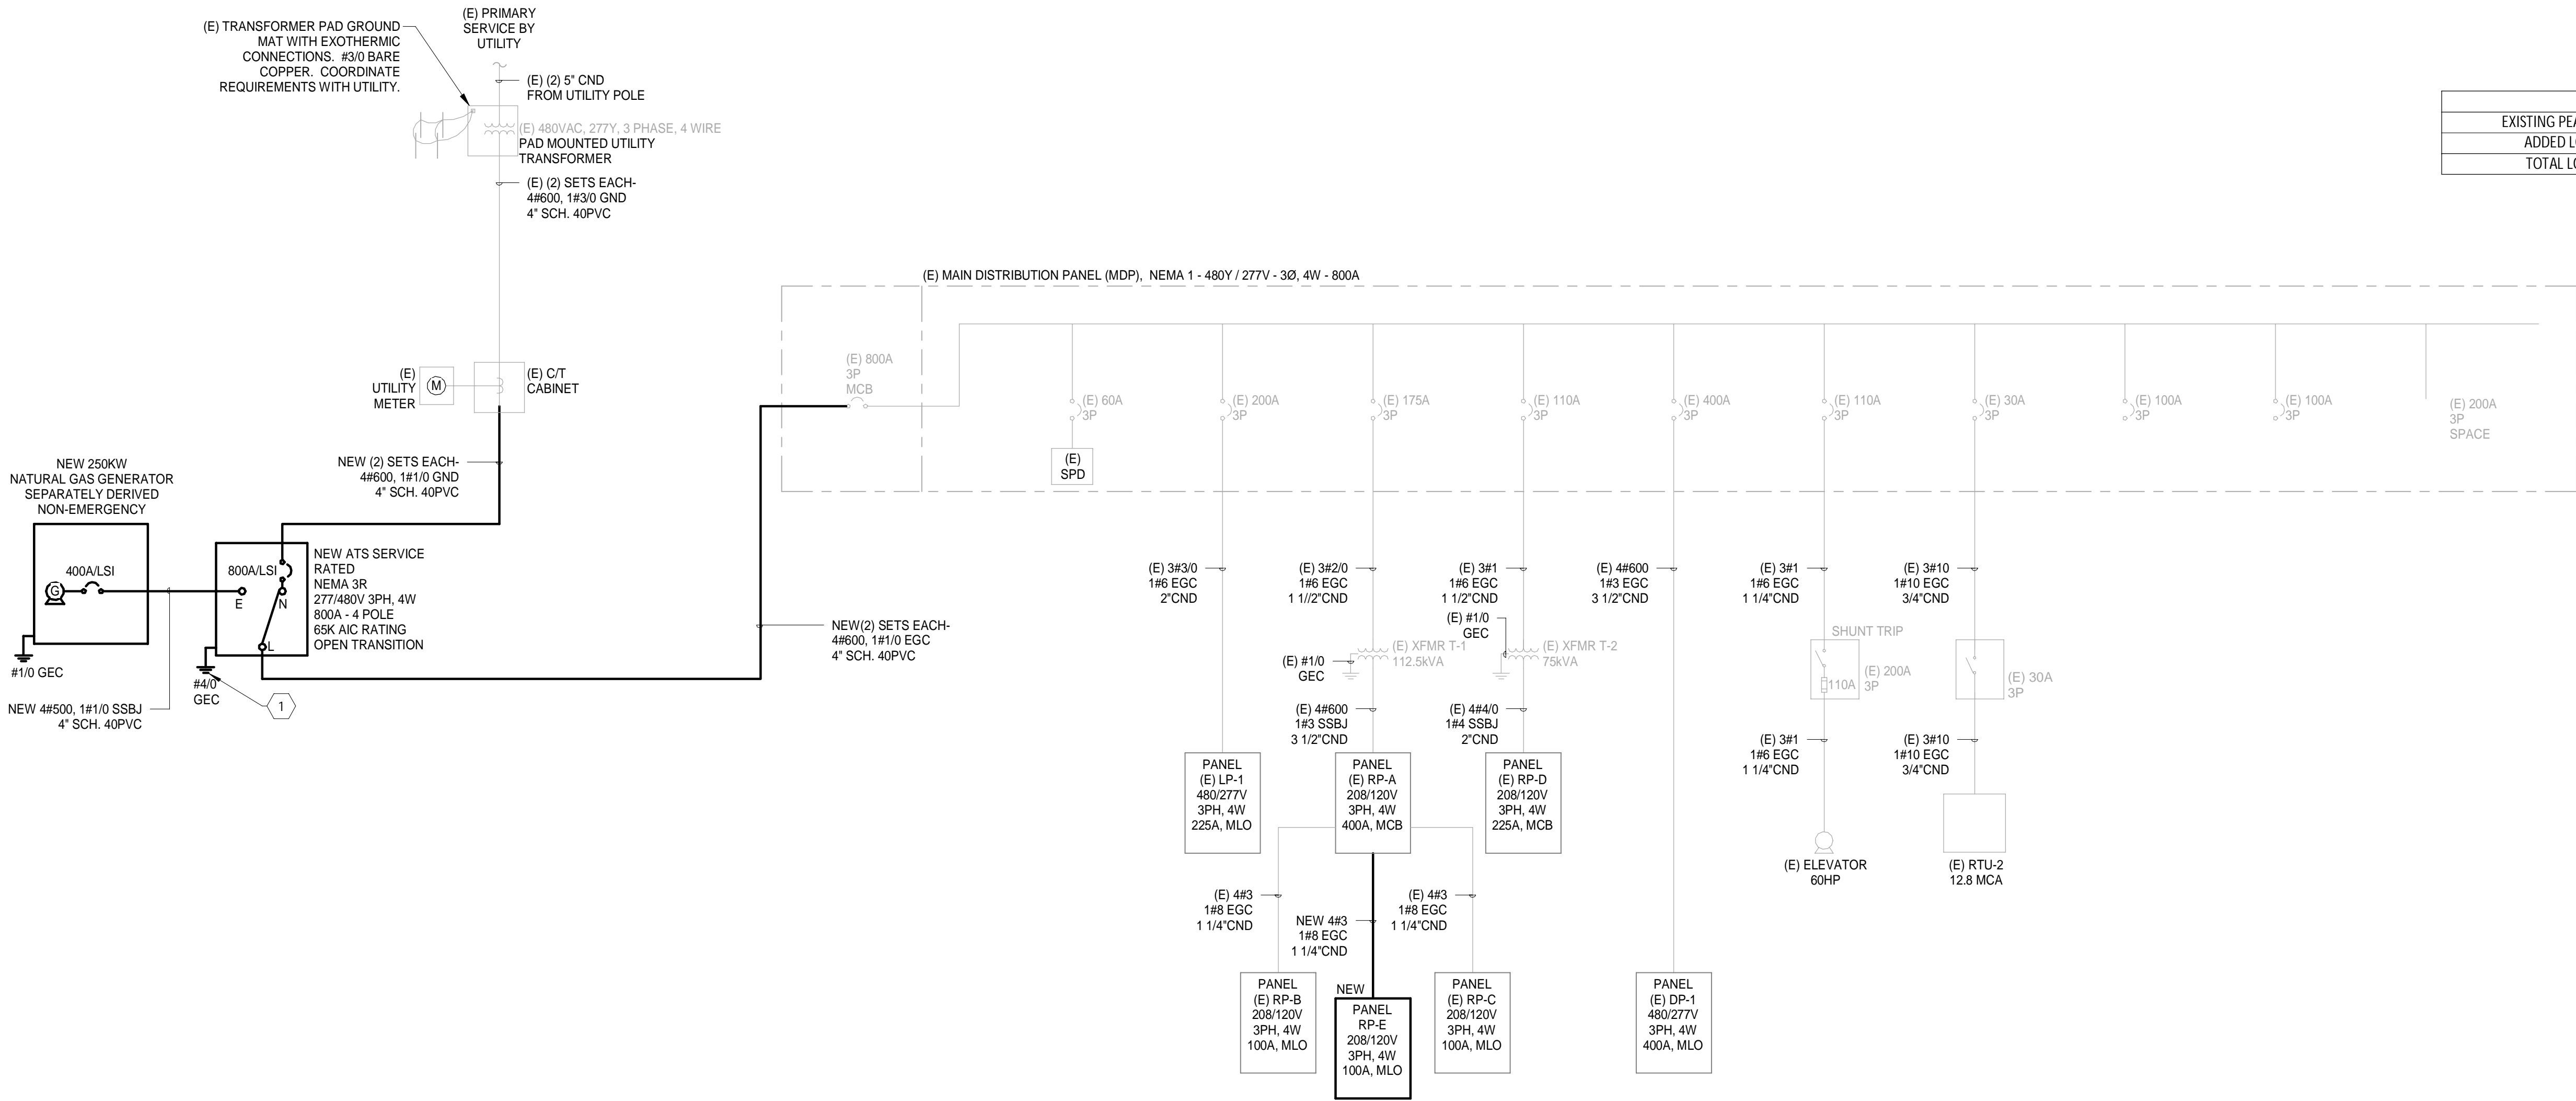 (E) TRANSFORMER PAD GROUND
MAT WITH EXOTHERMIC
CONNECTIONS.  #3/0 BARE
COPPER.  COORDINATE
REQUIREMENTS WITH UTILITY.
(E) PRIMARY
SERVICE BY
UTILITY
(E) (2) 5" CND
FROM UTILITY POLE
(E) 480VAC, 277Y, 3 PHASE, 4 WIRE
PAD MOUNTED UTILITY
TRANSFORMER
(E) (2) SETS EACH-
4#600, 1#3/0 GND
4" SCH. 40PVC
EXISTING PEA
ADDED L
TOTAL L
(E) MAIN DISTRIBUTION PANEL (MDP),  NEMA 1 - 480Y / 277V - 3Ø, 4W - 800A
(E)
UTILITY
METER
M
(E) C/T
CABINET
(E) 800A
3P
MCB
(E) 60A
3P
(E) 200A
3P
(E) 175A
3P
(E) 110A
3P
(E) 400A
3P
(E) 110A
3P
(E) 30A
3P
(E) 100A
3P
(E) 100A
3P
(E) 200A
3P
SPACE
(E)
SPD
NEW (2) SETS EACH-
4#600, 1#1/0 GND
4" SCH. 40PVC
NEW 250KW
NATURAL GAS GENERATOR
SEPARATELY DERIVED
NON-EMERGENCY
400A/LSI
G
#1/0 GEC
NEW 4#500, 1#1/0 SSBJ
4" SCH. 40PVC
800A/LSI
E
N
L
NEW ATS SERVICE
RATED
NEMA 3R
277/480V 3PH, 4W
800A - 4 POLE
65K AIC RATING
OPEN TRANSITION
#4/0
GEC
1
NEW(2) SETS EACH-
4#600, 1#1/0 EGC
4" SCH. 40PVC
(E) 3#3/0
1#6 EGC
2"CND
(E) 3#2/0
1#6 EGC
1 1//2"CND
(E) 3#1
1#6 EGC
1 1/2"CND
(E) 4#600
1#3 EGC
3 1/2"CND
(E) 3#1
1#6 EGC
1 1/4"CND
(E) 3#10
1#10 EGC
3/4"CND
(E) #1/0
GEC
(E) XFMR T-1
112.5kVA
(E) #1/0
GEC
(E) XFMR T-2
75kVA
SHUNT TRIP
110A
(E) 200A
3P
(E) 30A
3P
(E) 4#600
1#3 SSBJ
3 1/2"CND
(E) 4#4/0
1#4 SSBJ
2"CND
(E) 3#1
1#6 EGC
1 1/4"CND
(E) 3#10
1#10 EGC
3/4"CND
PANEL
(E) LP-1
480/277V
3PH, 4W
225A, MLO
PANEL
(E) RP-A
208/120V
3PH, 4W
400A, MCB
PANEL
(E) RP-D
208/120V
3PH, 4W
225A, MCB
(E) ELEVATOR
60HP
(E) RTU-2
12.8 MCA
(E) 4#3
1#8 EGC
1 1/4"CND
NEW 4#3
1#8 EGC
1 1/4"CND
(E) 4#3
1#8 EGC
1 1/4"CND
PANEL
(E) RP-B
208/120V
3PH, 4W
100A, MLO
NEW
PANEL
RP-E
208/120V
3PH, 4W
100A, MLO
PANEL
(E) RP-C
208/120V
3PH, 4W
100A, MLO
PANEL
(E) DP-1
480/277V
3PH, 4W
400A, MLO